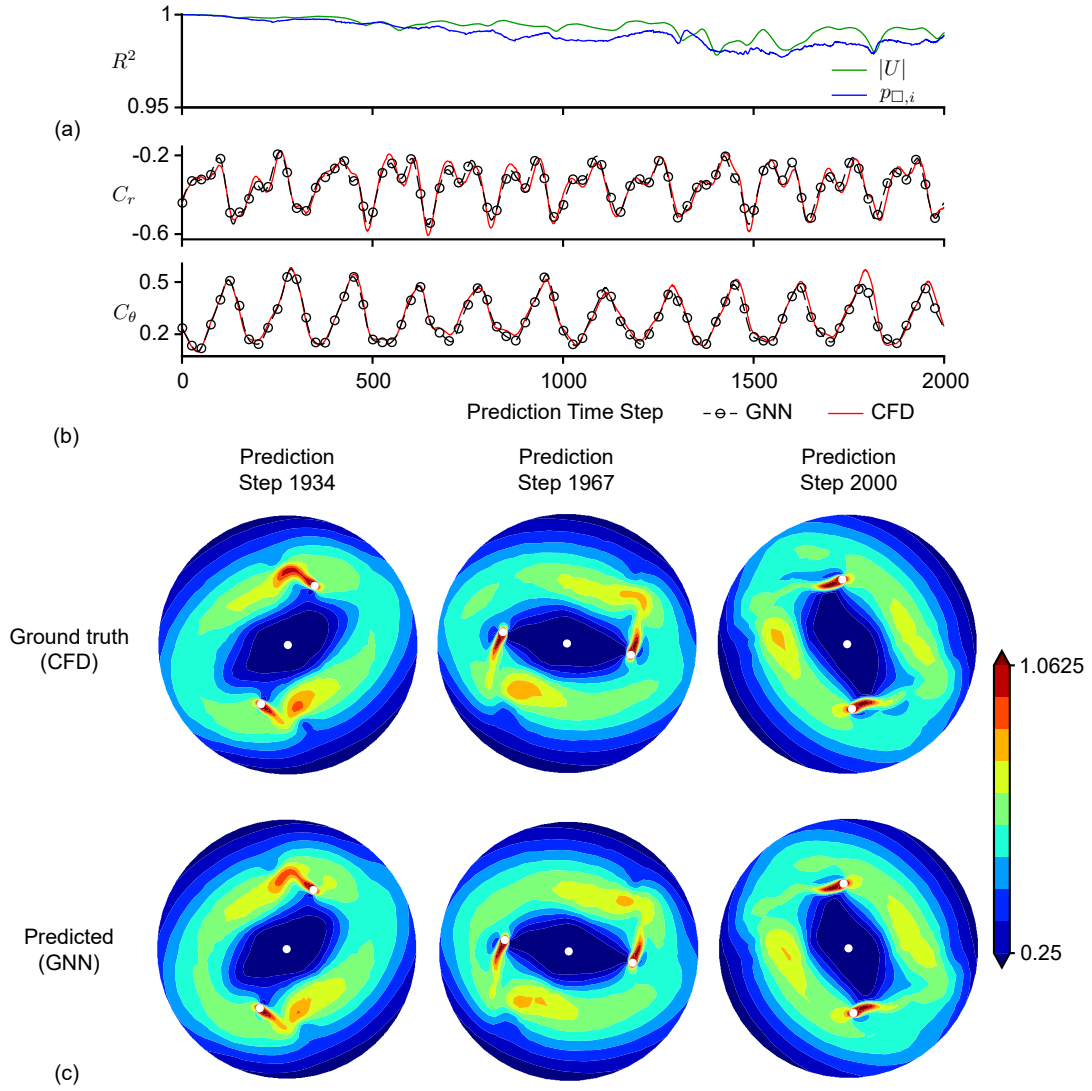 1
R²
0.95
|U|
p□,i
(a)
-0.2
C_r
-0.6
0.5
C_θ
0.2
0 500 1000 1500 2000
Prediction Time Step GNN CFD
(b)
Prediction Step 1934
Prediction Step 1967
Prediction Step 2000
Ground truth
(CFD)
1.0625
0.25
Predicted
(GNN)
(c)